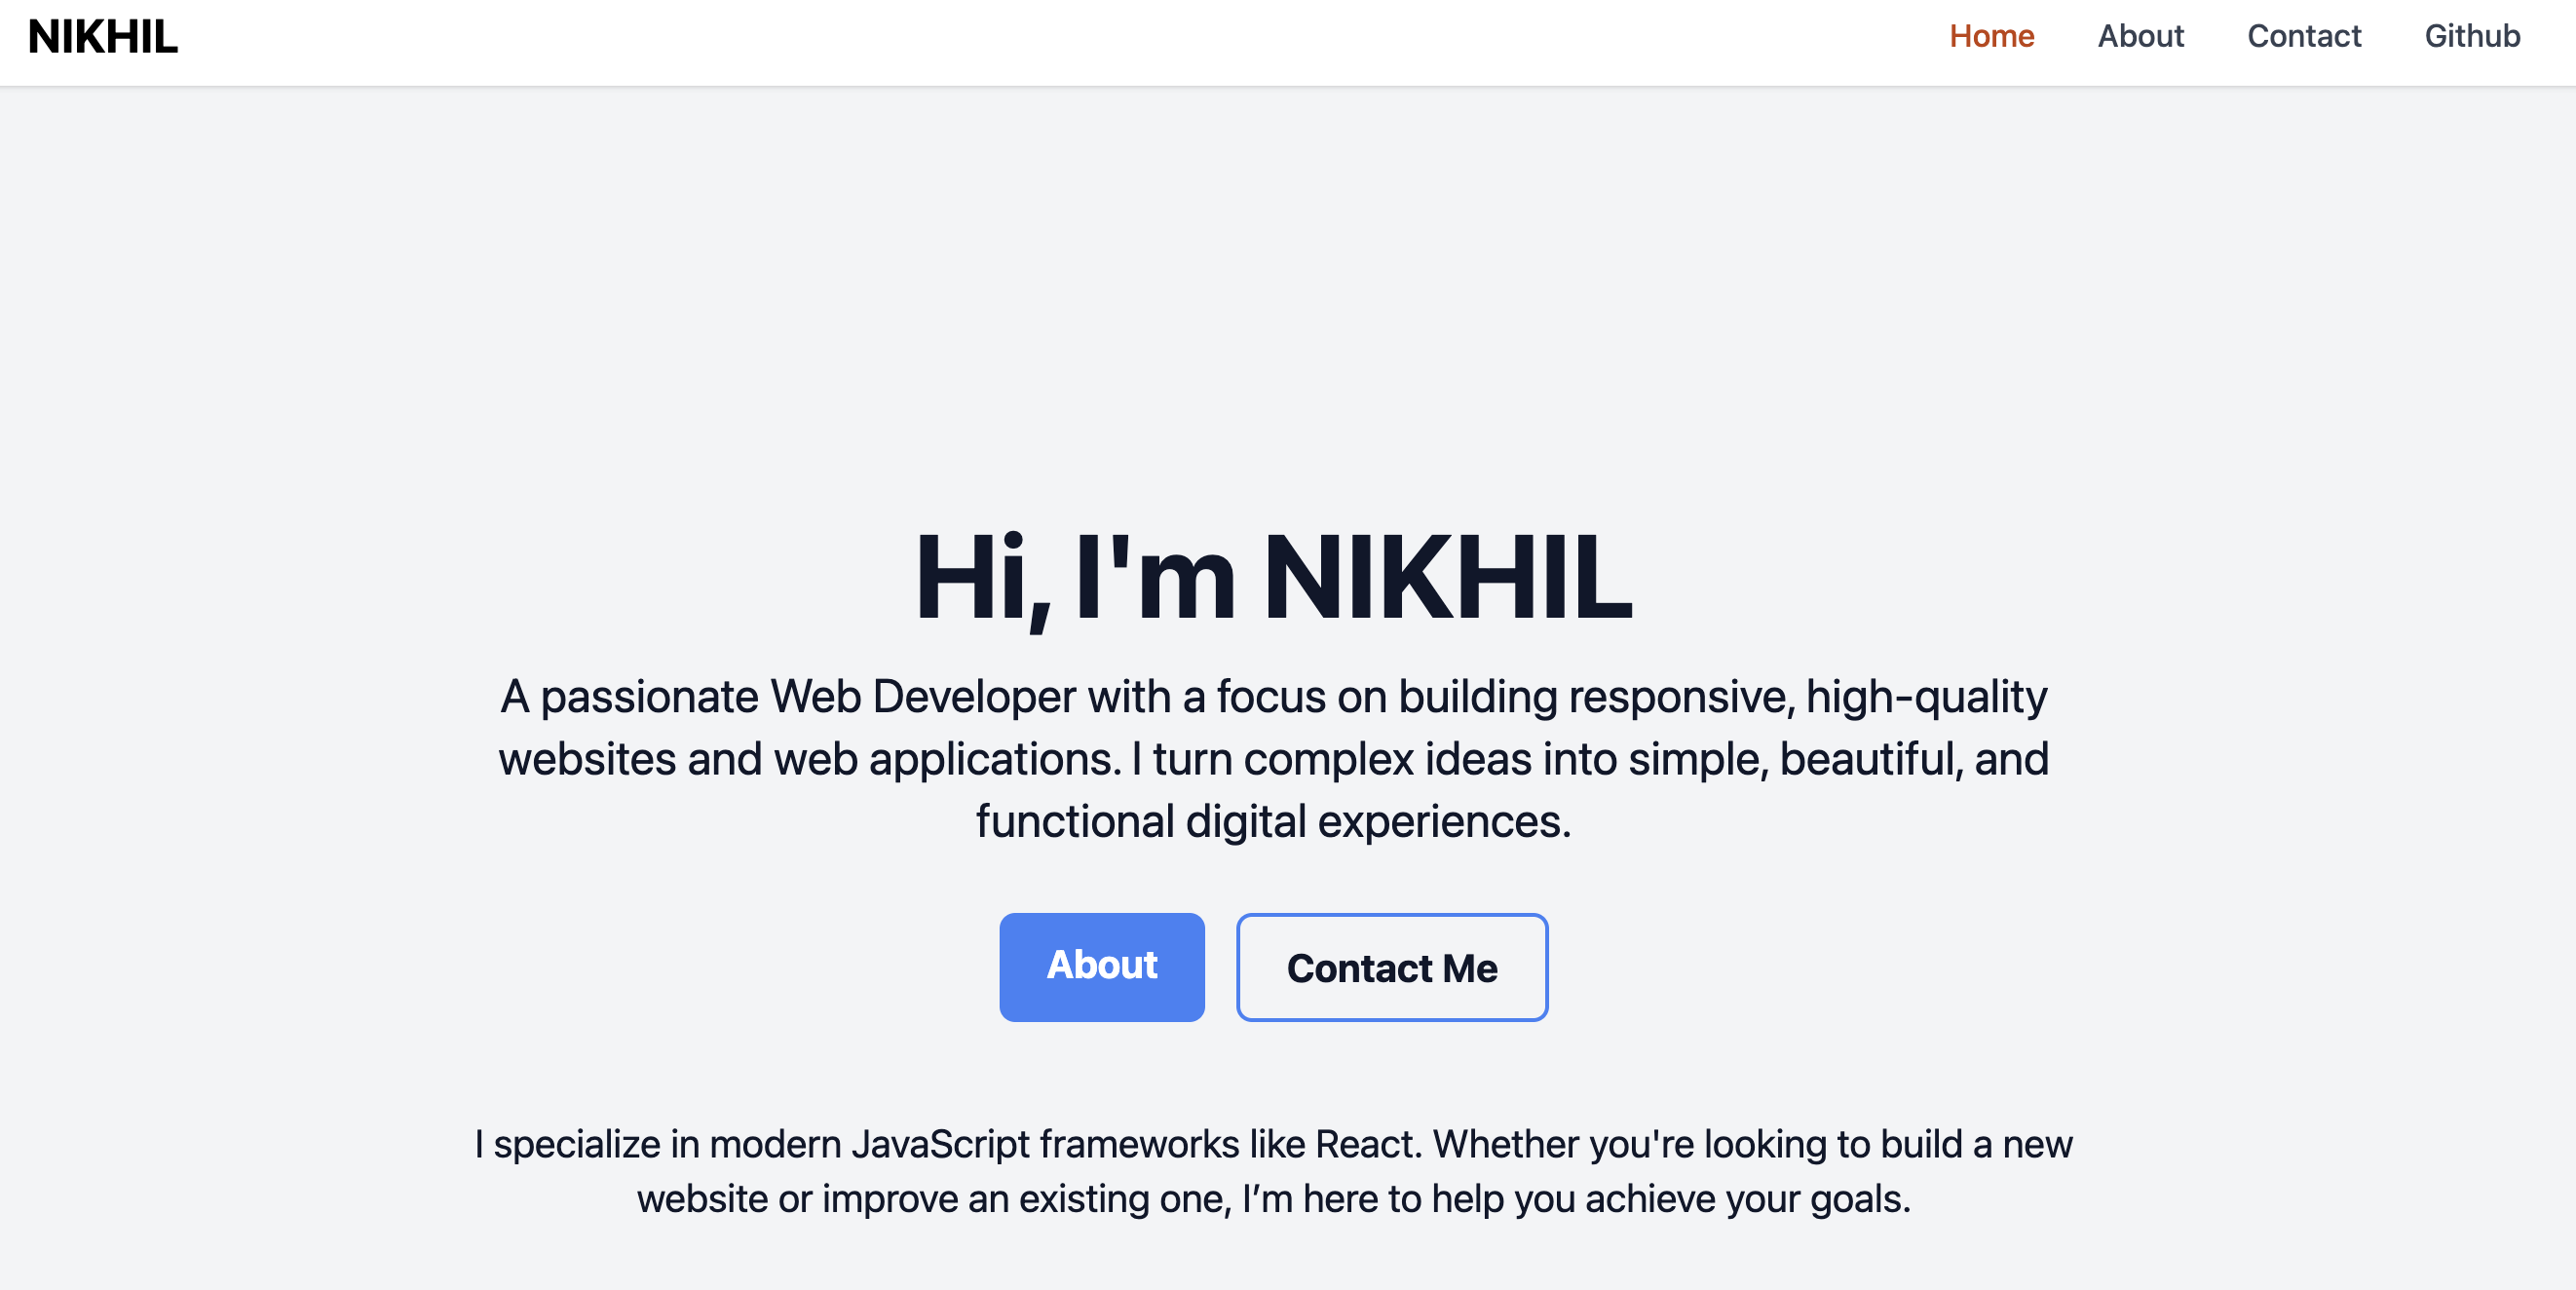 NIKHIL
Home About Contact Github
Hi, I'm NIKHIL
A passionate Web Developer with a focus on building responsive, high-quality
websites and web applications. I turn complex ideas into simple, beautiful, and
functional digital experiences.
About
Contact Me
I specialize in modern JavaScript frameworks like React. Whether you're looking to build a new
website or improve an existing one, I’m here to help you achieve your goals.